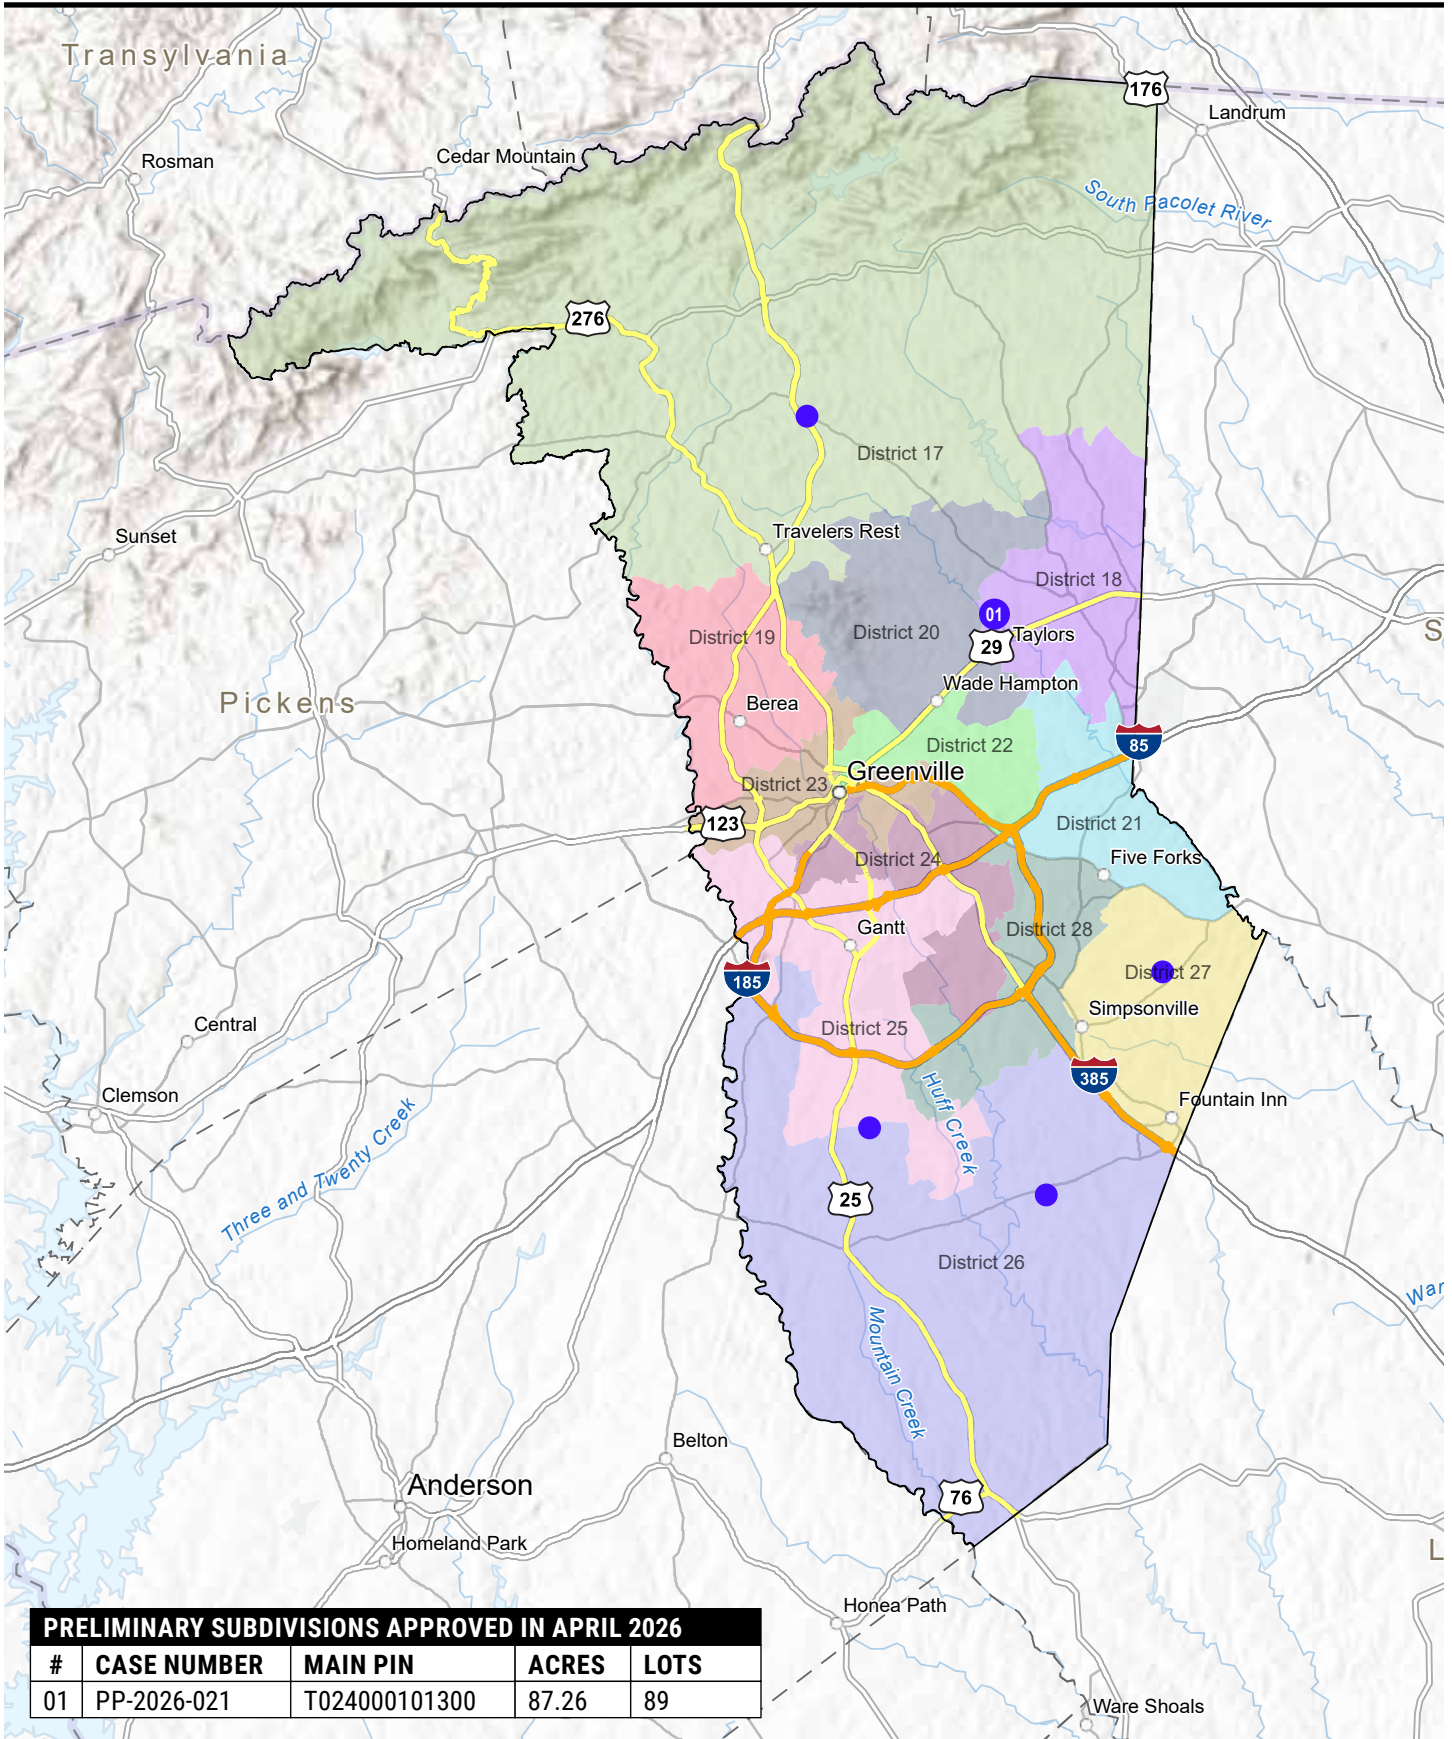 Transylvania
176
Landrum
Rosman
Cedar Mountain
South Pacolet River
276
District 17
Sunset
Travelers Rest
District 18
01
District 19
District 20
29
Taylors
S
Pickens
Wade Hampton
Berea
District 22
85
Greenville
District 23
123
District 21
District 24
Five Forks
Gantt
District 28
185
District 27
Simpsonville
Central
District 25
385
Clemson
Huff Creek
Fountain Inn
Three and Twenty Creek
25
District 26
War
Mountain Creek
Belton
Anderson
76
Homeland Park
L
Honea Path
PRELIMINARY SUBDIVISIONS APPROVED IN APRIL 2026
# CASE NUMBER MAIN PIN ACRES LOTS
01 PP-2026-021 T024000101300 87.26 89
Ware Shoals